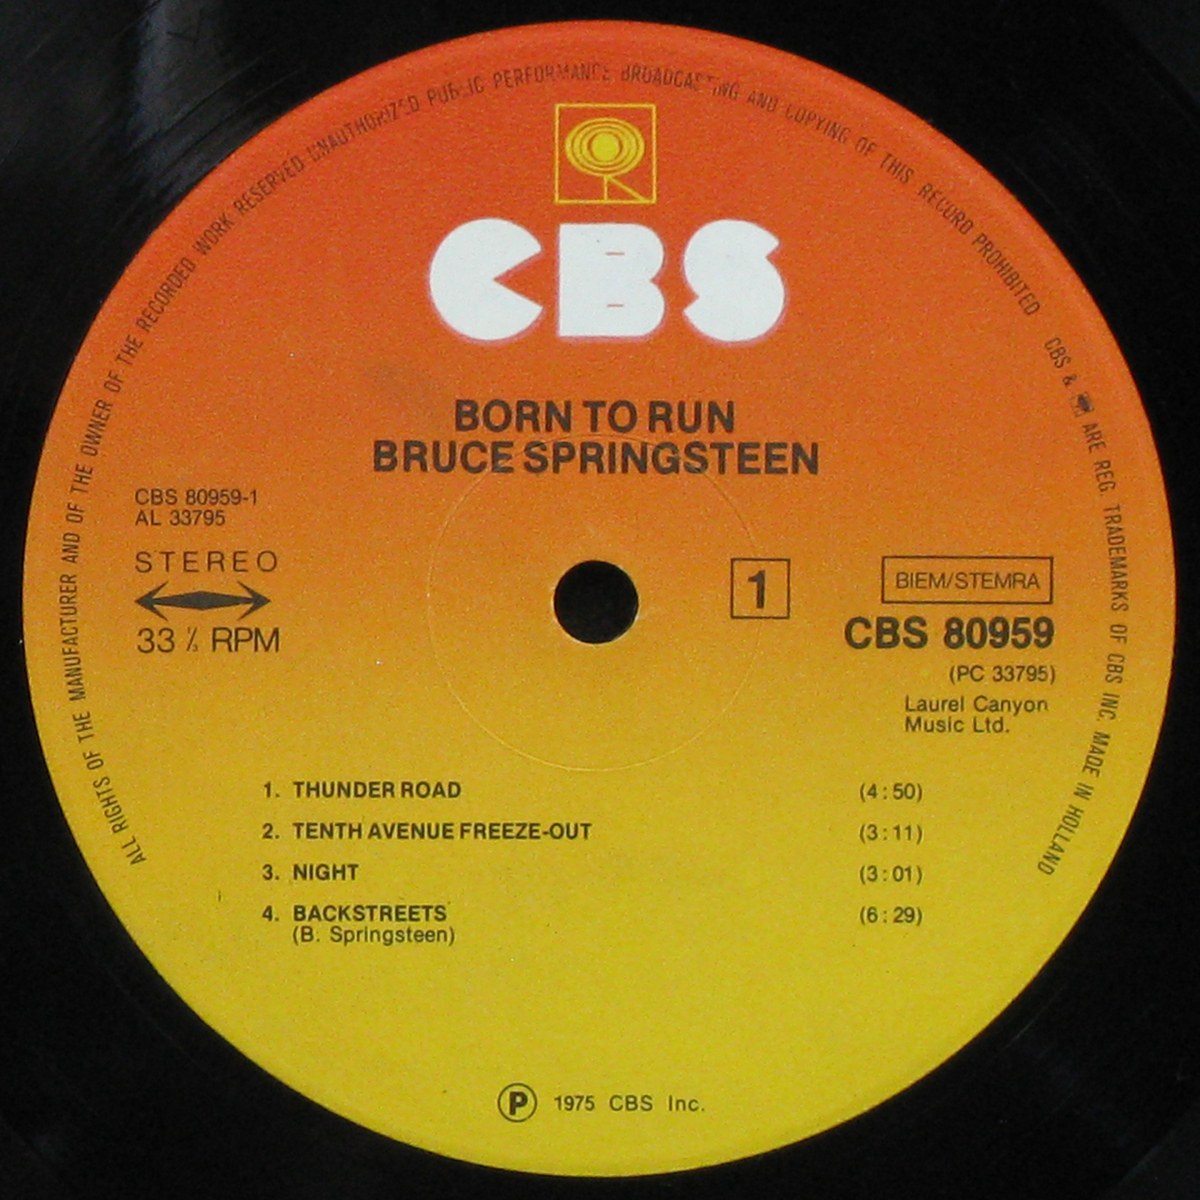 ALL RIGHTS OF THE MANUFACTURER AND OF THE OWNER OF THE RECORDED WORK RESERVED UNAUTHORIZED PUBLIC PERFORMANCE BROADCASTING AND COPYING OF THIS RECORD PROHIBITED CBS & ARE REG. TRADEMARKS OF CBS INC. MADE IN HOLLAND
CBS
BORN TO RUN
BRUCE SPRINGSTEEN
CBS 80959-1
AL 33795
STEREO
33 ⅓ RPM
1
BIEM/STEMRA
CBS 80959
(PC 33795)
Laurel Canyon
Music Ltd.
1. THUNDER ROAD (4:50)
2. TENTH AVENUE FREEZE-OUT (3:11)
3. NIGHT (3:01)
4. BACKSTREETS (6:29)
(B. Springsteen)
Ⓟ 1975 CBS Inc.